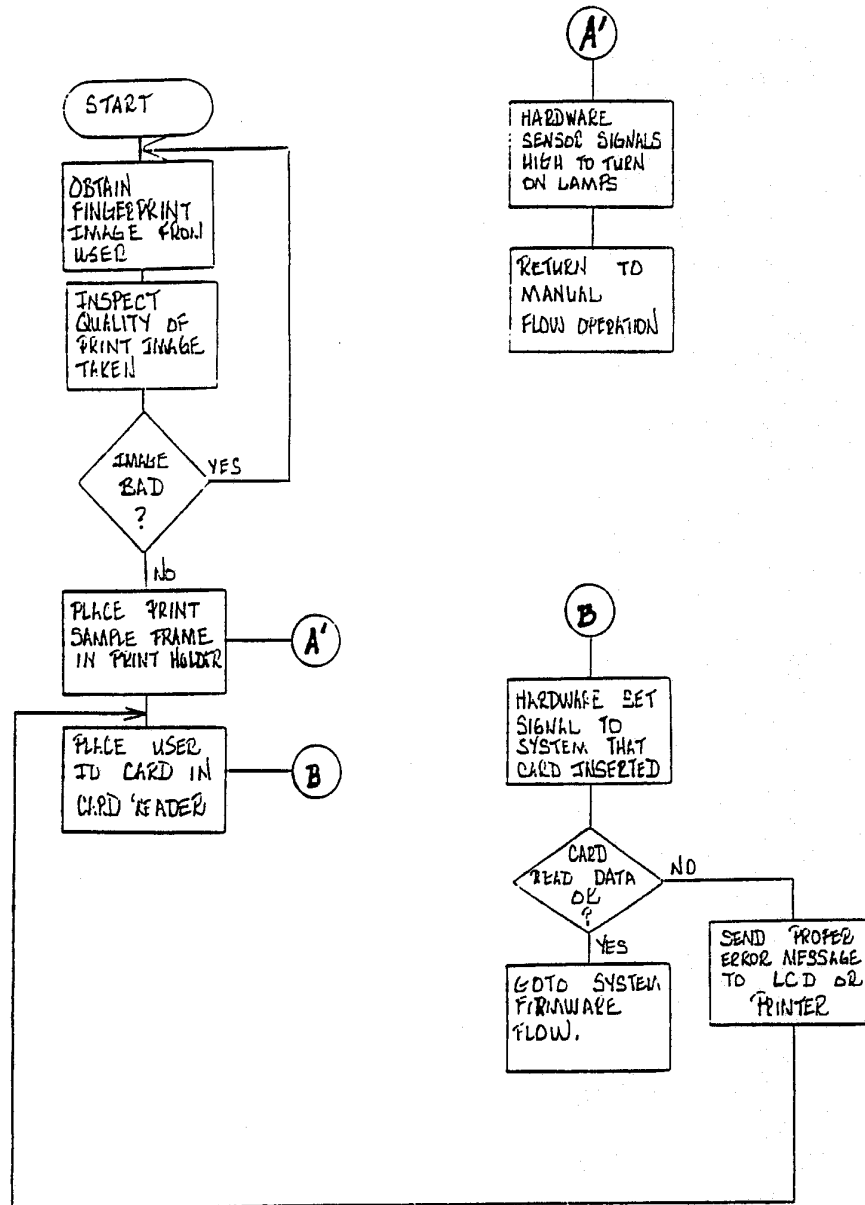 START
OBTAIN
FINGERPRINT
IMAGE FROM
USER
INSPECT
QUALITY OF
PRINT IMAGE
TAKEN
IMAGE
BAD
?
YES
NO
PLACE PRINT
SAMPLE FRAME
IN PRINT HOLDER
A'
PLACE USER
ID CARD IN
CARD READER
B
A'
HARDWARE
SENSOR SIGNALS
HIGH TO TURN
ON LAMPS
RETURN TO
MANUAL
FLOW OPERATION
B
HARDWARE SET
SIGNAL TO
SYSTEM THAT
CARD INSERTED
CARD
READ DATA
OK
?
NO
YES
GOTO SYSTEM
FIRMWARE
FLOW.
SEND PROPER
ERROR MESSAGE
TO LCD OR
PRINTER